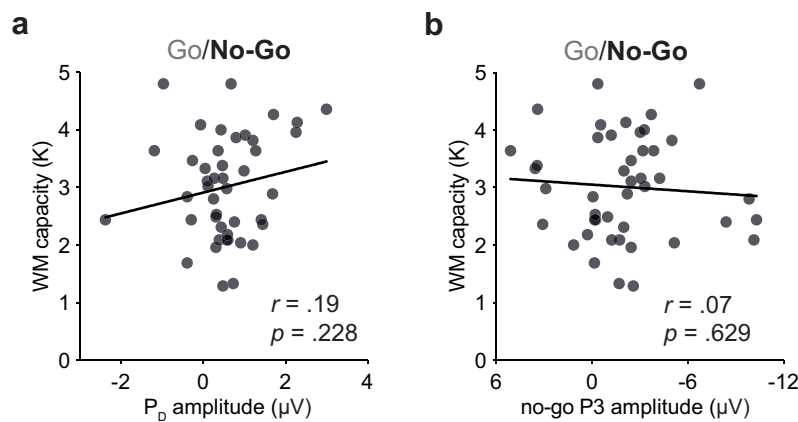 a
Go/No-Go
WM capacity (K)
5
4
3
2
1
0
r = .19
p = .228
-2
0
2
4
PD amplitude (μV)
b
Go/No-Go
WM capacity (K)
5
4
3
2
1
0
r = .07
p = .629
6
0
-6
-12
no-go P3 amplitude (μV)